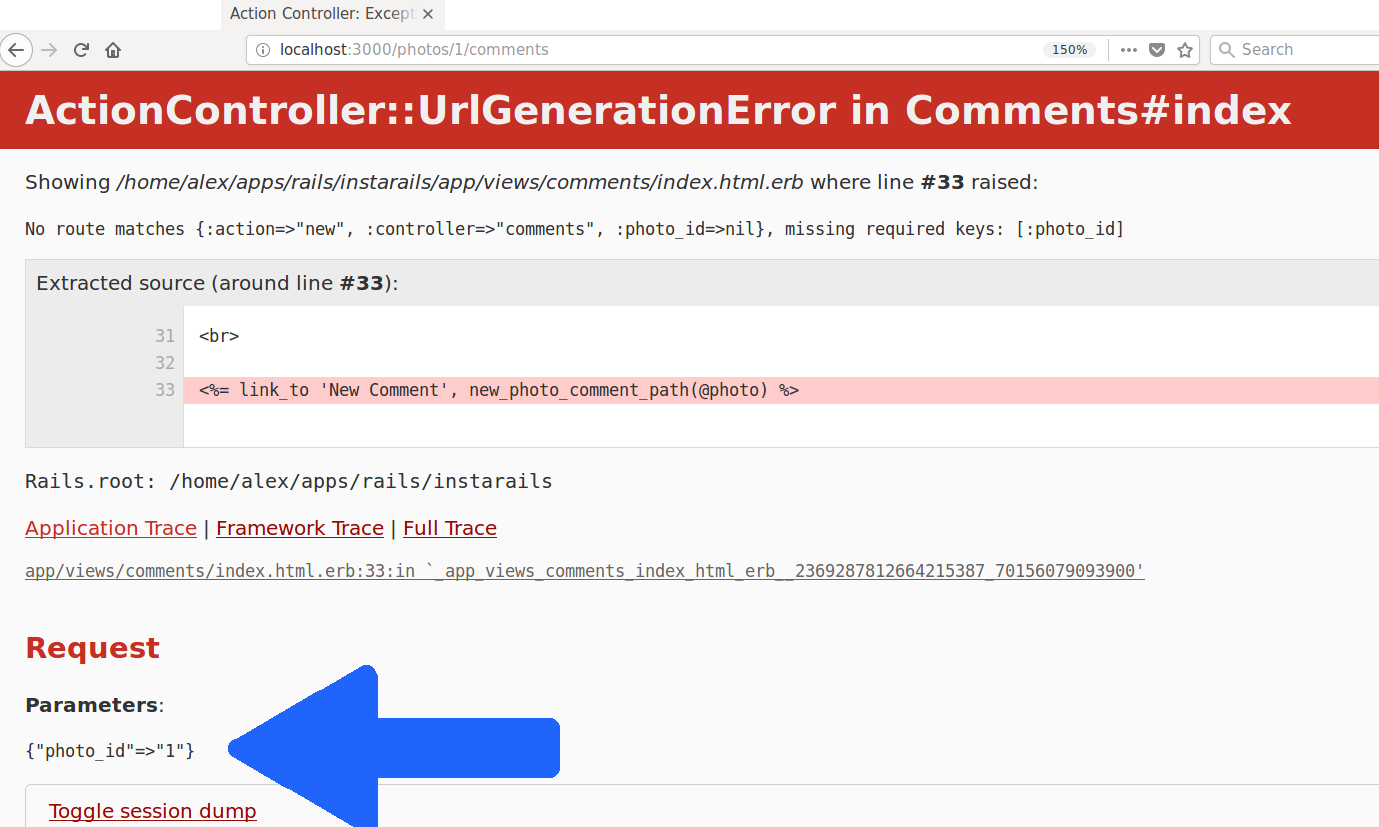 Action Controller: Except
localhost:3000/photos/1/comments
150%
Search
ActionController::UrlGenerationError in Comments#index
Showing /home/alex/apps/rails/instarails/app/views/comments/index.html.erb where line #33 raised:
No route matches {:action=>"new", :controller=>"comments", :photo_id=>nil}, missing required keys: [:photo_id]
Extracted source (around line #33):
31 <br>
32
33 <%= link_to 'New Comment', new_photo_comment_path(@photo) %>
Rails.root: /home/alex/apps/rails/instarails
Application Trace | Framework Trace | Full Trace
app/views/comments/index.html.erb:33:in `_app_views_comments_index_html_erb__2369287812664215387_70156079093900'
Request
Parameters:
{"photo_id"=>"1"}
Toggle session dump